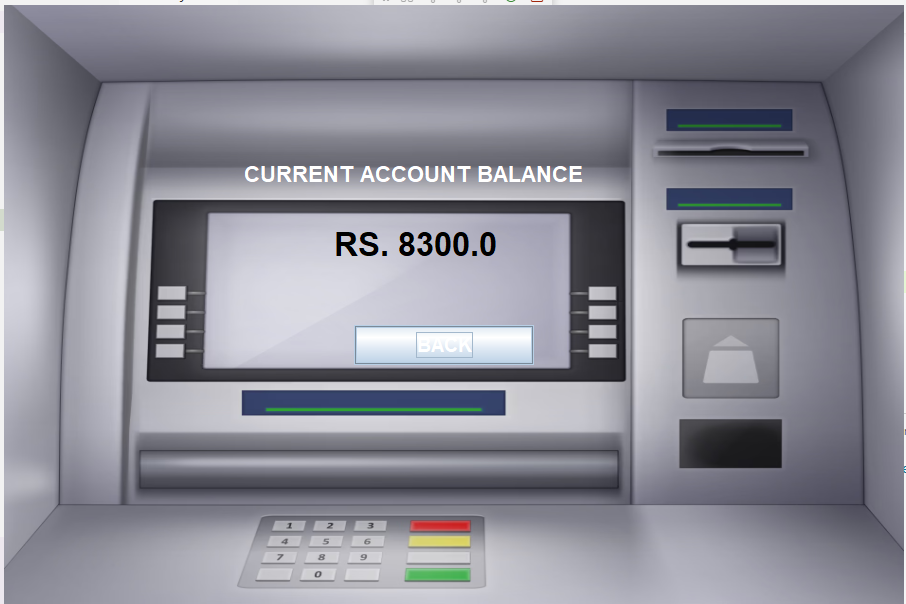 CURRENT ACCOUNT BALANCE
RS. 8300.0
BACK
1 2 3
4 5 6
7 8 9
0